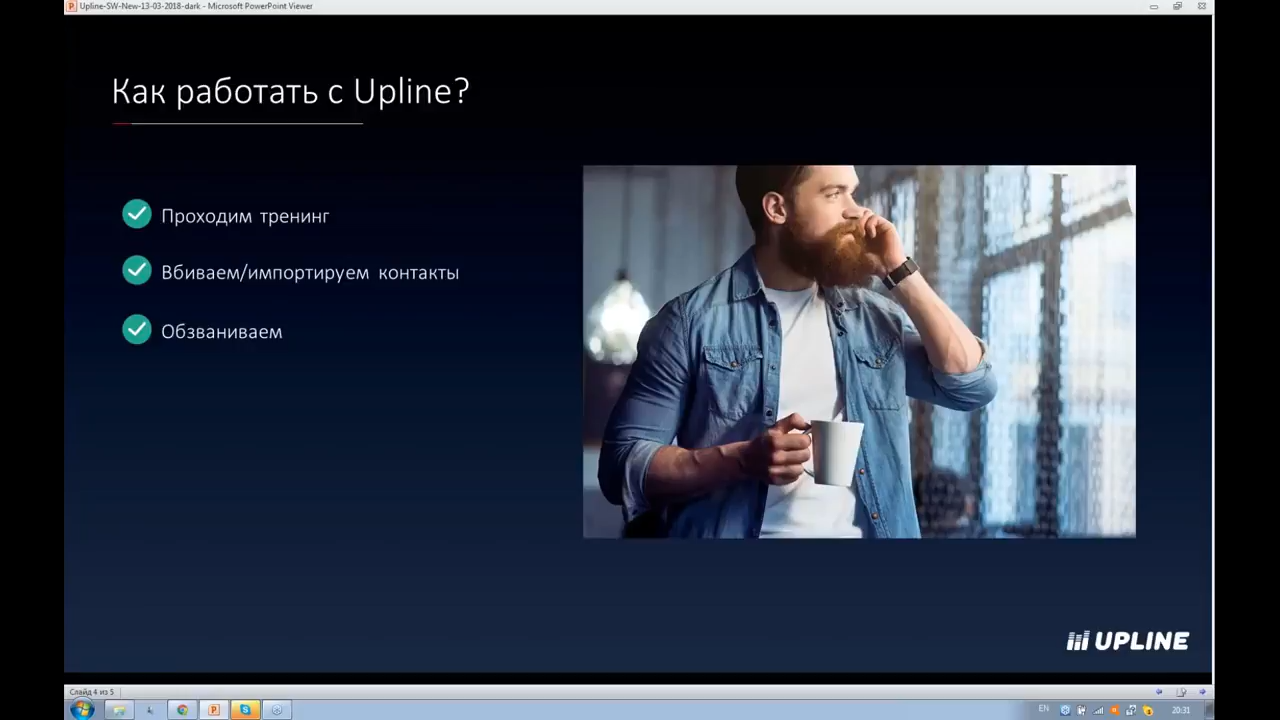 Upline-SW-New-13-03-2018-dark - Microsoft PowerPoint Viewer
Как работать с Upline?
Проходим тренинг
Вбиваем/импортируем контакты
Обзваниваем
UPLINE
Слайд 4 из 5
EN
20:31